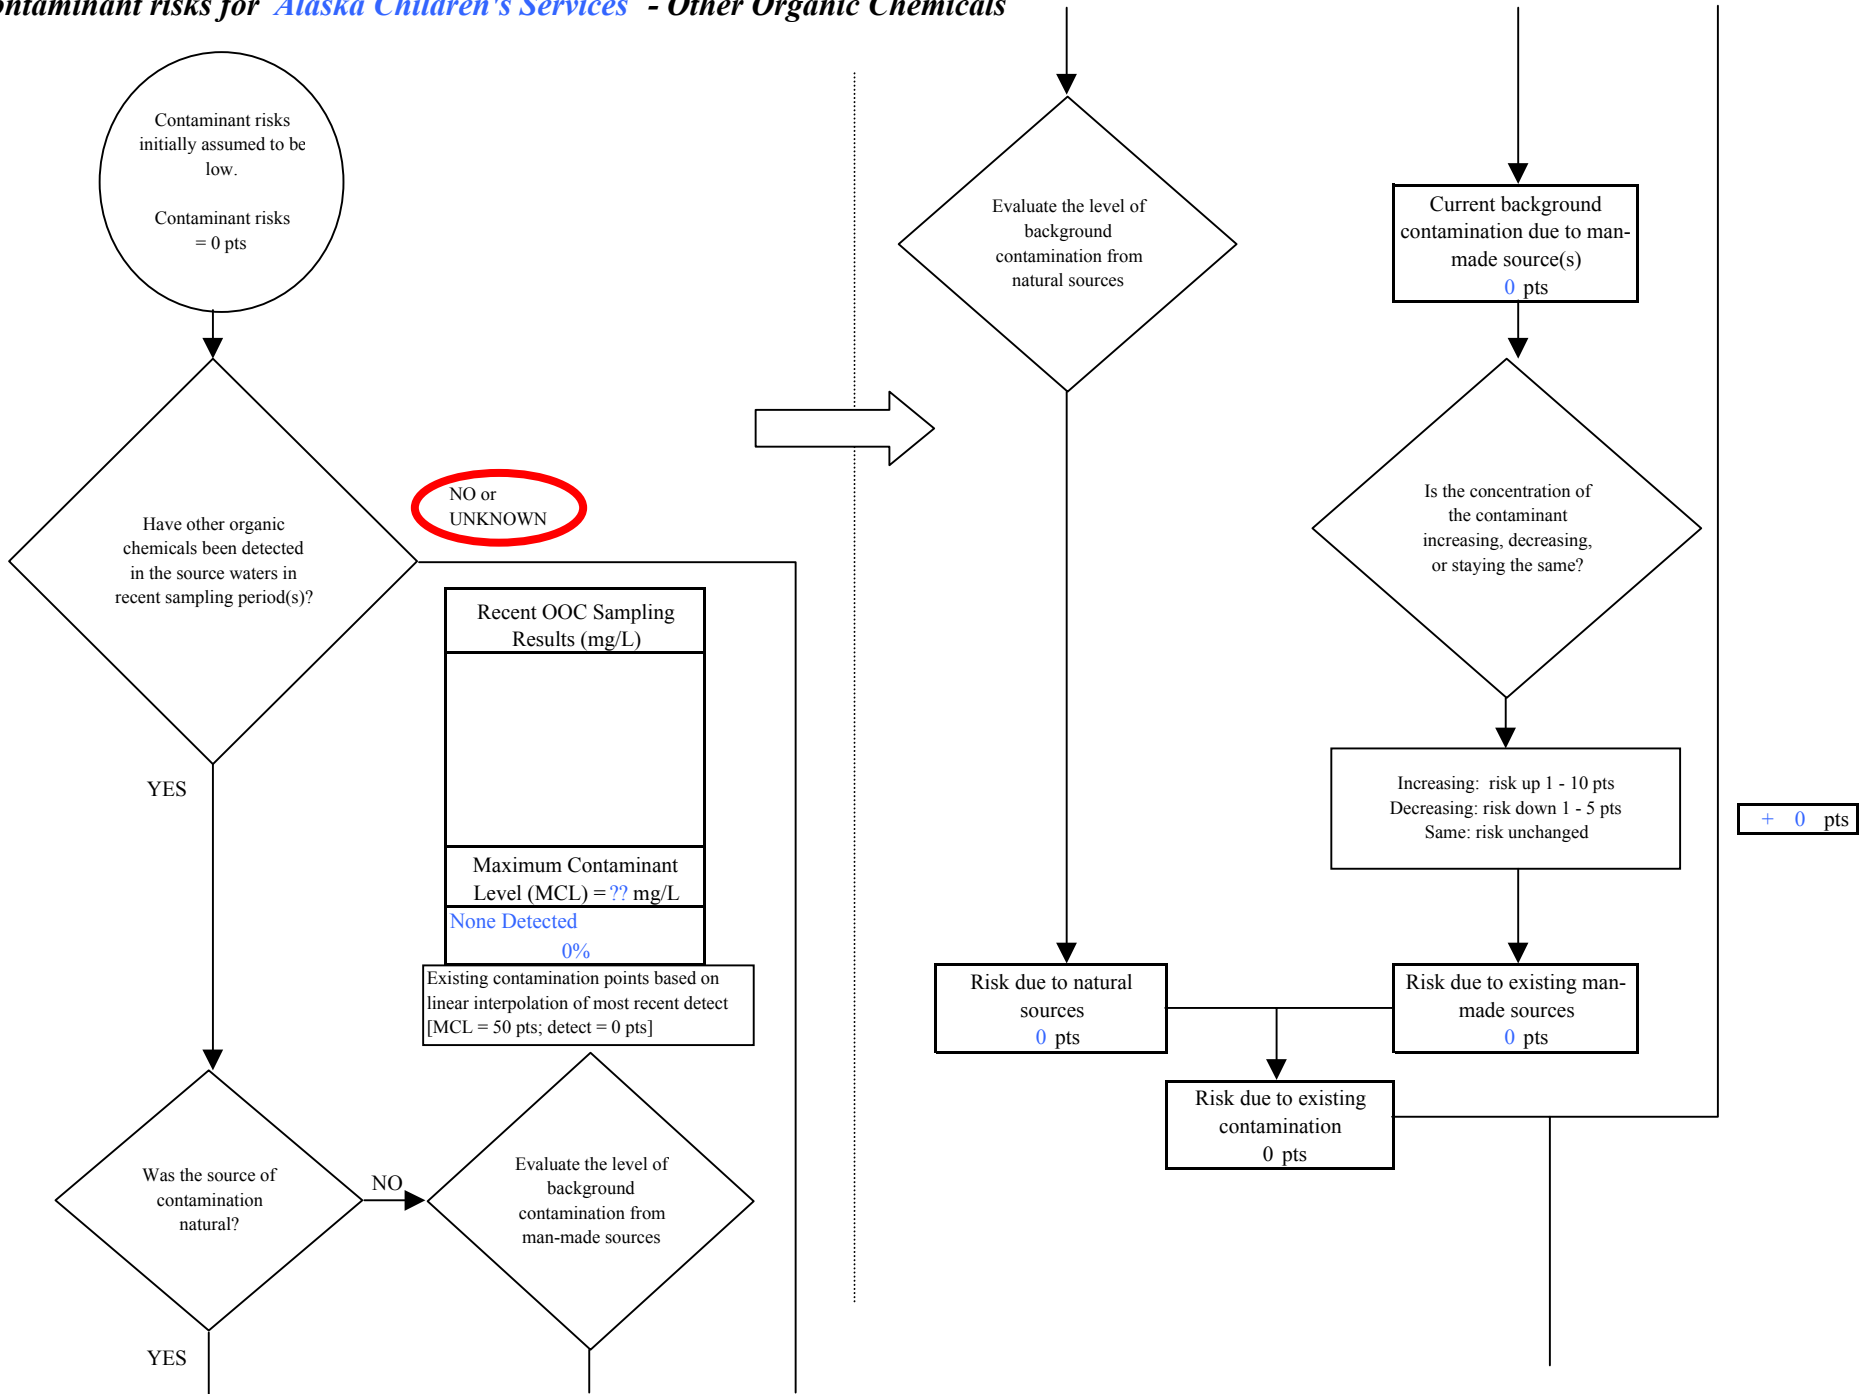 ontaminant risks for Alaska Children's Services - Other Organic Chemicals
Contaminant risks
initially assumed to be
low.
Contaminant risks
= 0 pts
Have other organic
chemicals been detected
in the source waters in
recent sampling period(s)?
NO or
UNKNOWN
YES
Recent OOC Sampling
Results (mg/L)
Maximum Contaminant
Level (MCL) = ?? mg/L
None Detected
0%
Existing contamination points based on
linear interpolation of most recent detect
[MCL = 50 pts; detect = 0 pts]
Was the source of
contamination
natural?
NO
YES
Evaluate the level of
background
contamination from
man-made sources
Evaluate the level of
background
contamination from
natural sources
Current background
contamination due to man-
made source(s)
0 pts
Is the concentration of
the contaminant
increasing, decreasing,
or staying the same?
Increasing: risk up 1 - 10 pts
Decreasing: risk down 1 - 5 pts
Same: risk unchanged
+ 0 pts
Risk due to natural
sources
0 pts
Risk due to existing man-
made sources
0 pts
Risk due to existing
contamination
0 pts